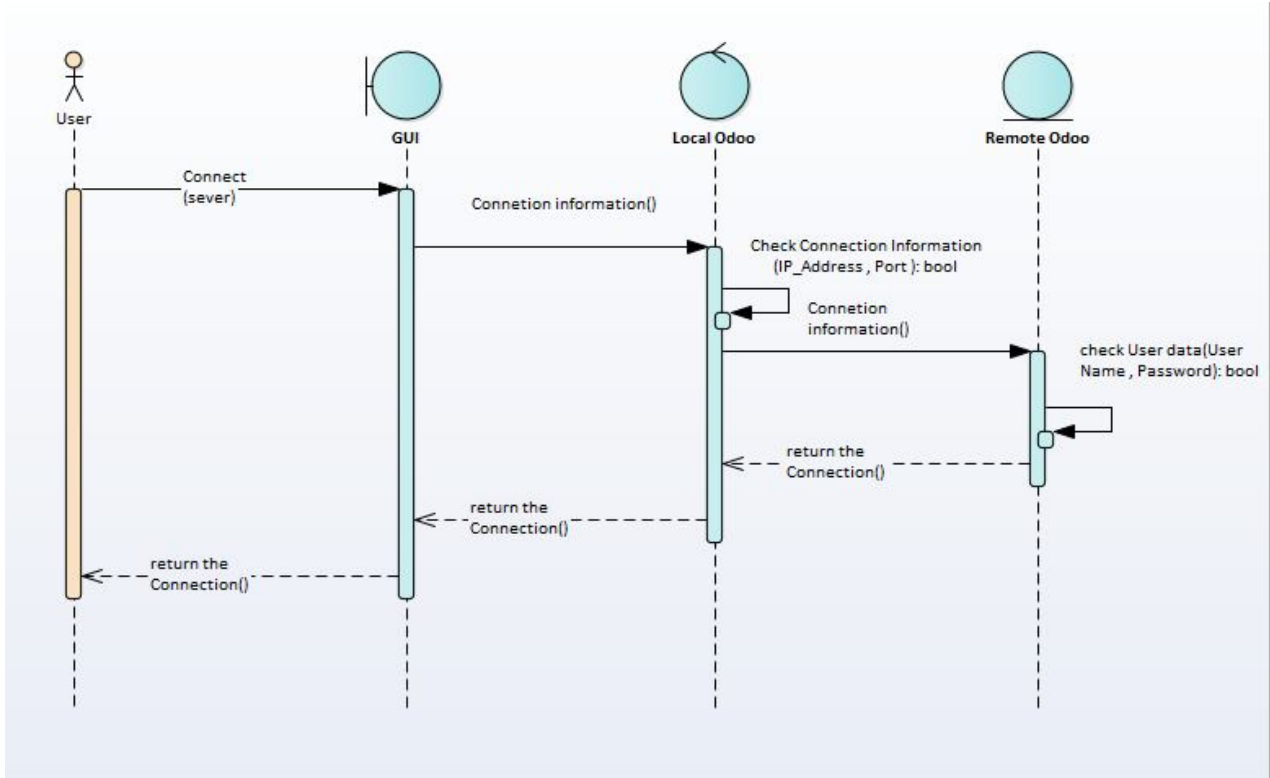 User
GUI
Local Odoo
Remote Odoo
Connect
(sever)
Connetion information()
Check Connection Information
(IP_Address , Port ): bool
Connetion
information()
check User data(User
Name , Password): bool
return the
Connection()
return the
Connection()
return the
Connection()